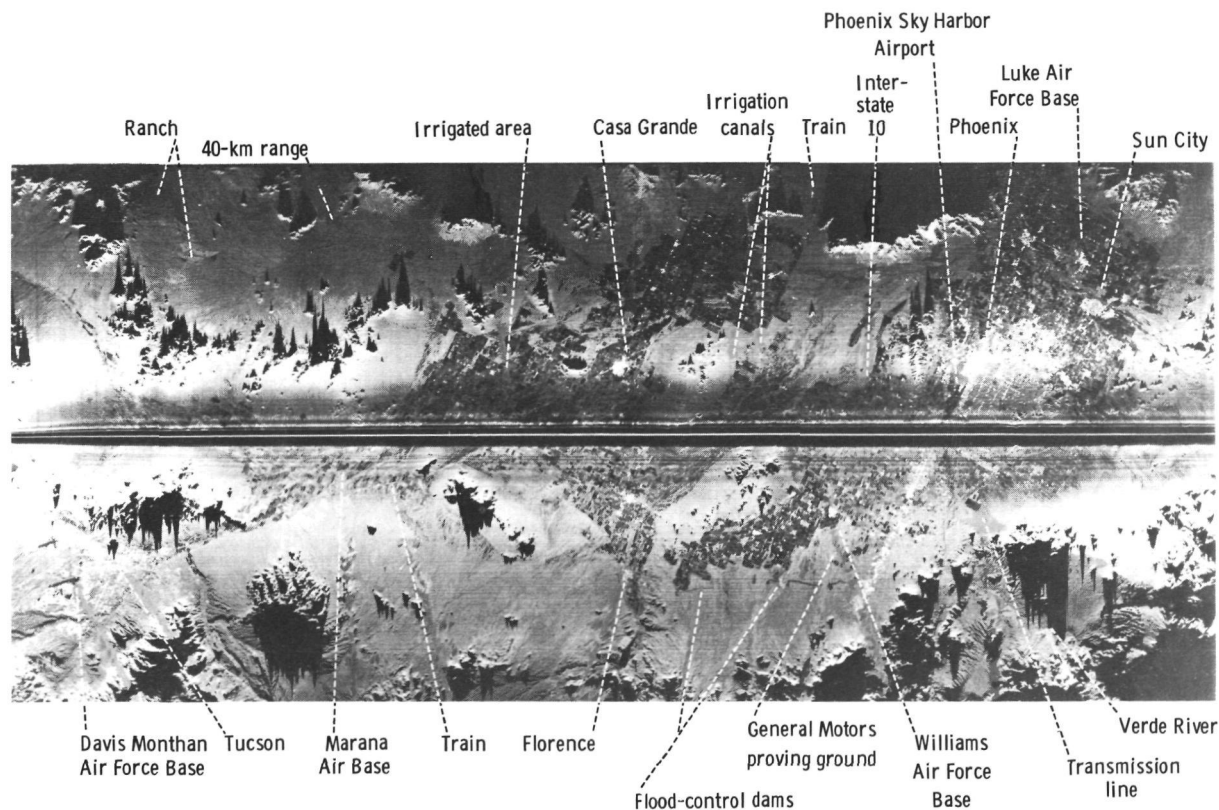 Phoenix Sky Harbor
Airport
Luke Air
Force Base
Inter-
state
10
Irrigation
canals
Ranch
40-km range
Irrigated area
Casa Grande
Train
Phoenix
Sun City
Davis Monthan
Air Force Base
Tucson
Marana
Air Base
Train
Florence
Flood-control dams
General Motors
proving ground
Williams
Air Force
Base
Transmission
line
Verde River